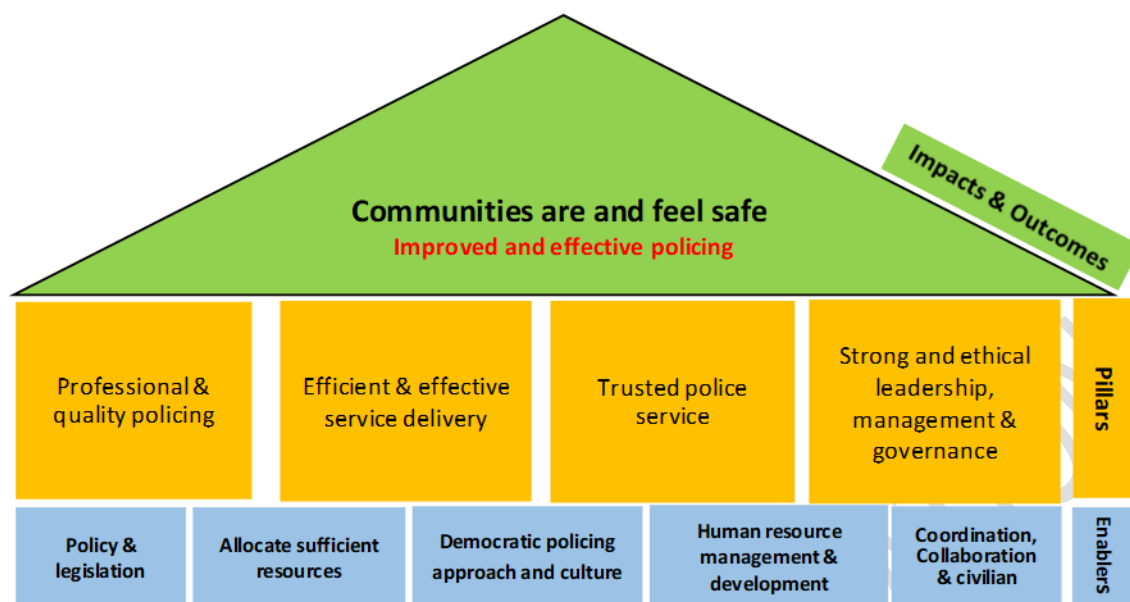 Impacts & Outcomes
Communities are and feel safe
Improved and effective policing
Professional &
quality policing
Efficient & effective
service delivery
Trusted police
service
Strong and ethical
leadership,
management &
governance
Pillars
Policy &
legislation
Allocate sufficient
resources
Democratic policing
approach and culture
Human resource
management &
development
Coordination,
Collaboration
& civilian
Enablers